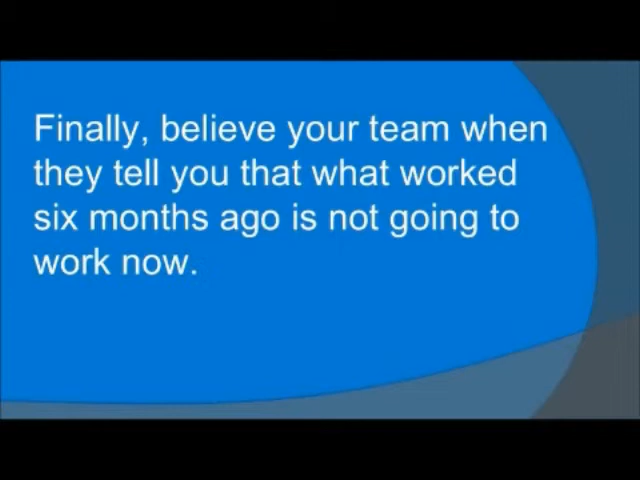 Finally, believe your team when
they tell you that what worked
six months ago is not going to
work now.